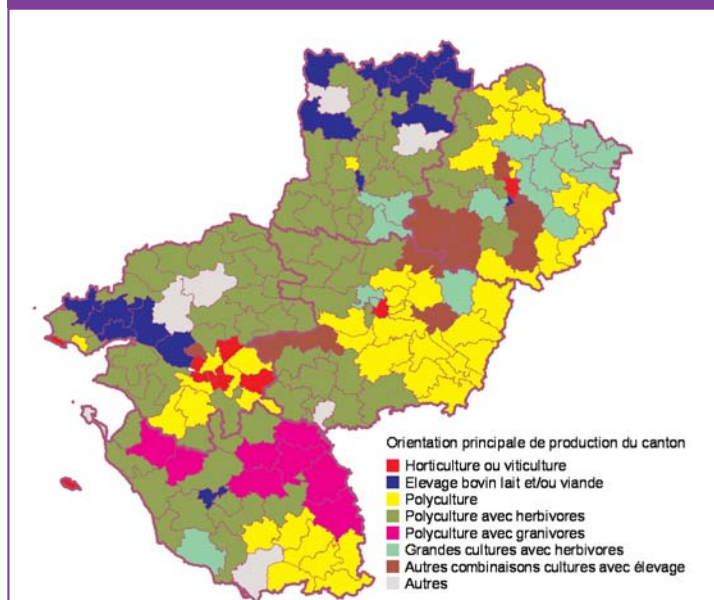 Orientation principale de production du canton
Horticulture ou viticulture
Elevage bovin lait et/ou viande
Polyculture
Polyculture avec herbivores
Polyculture avec granivores
Grandes cultures avec herbivores
Autres combinaisons cultures avec élevage
Autres